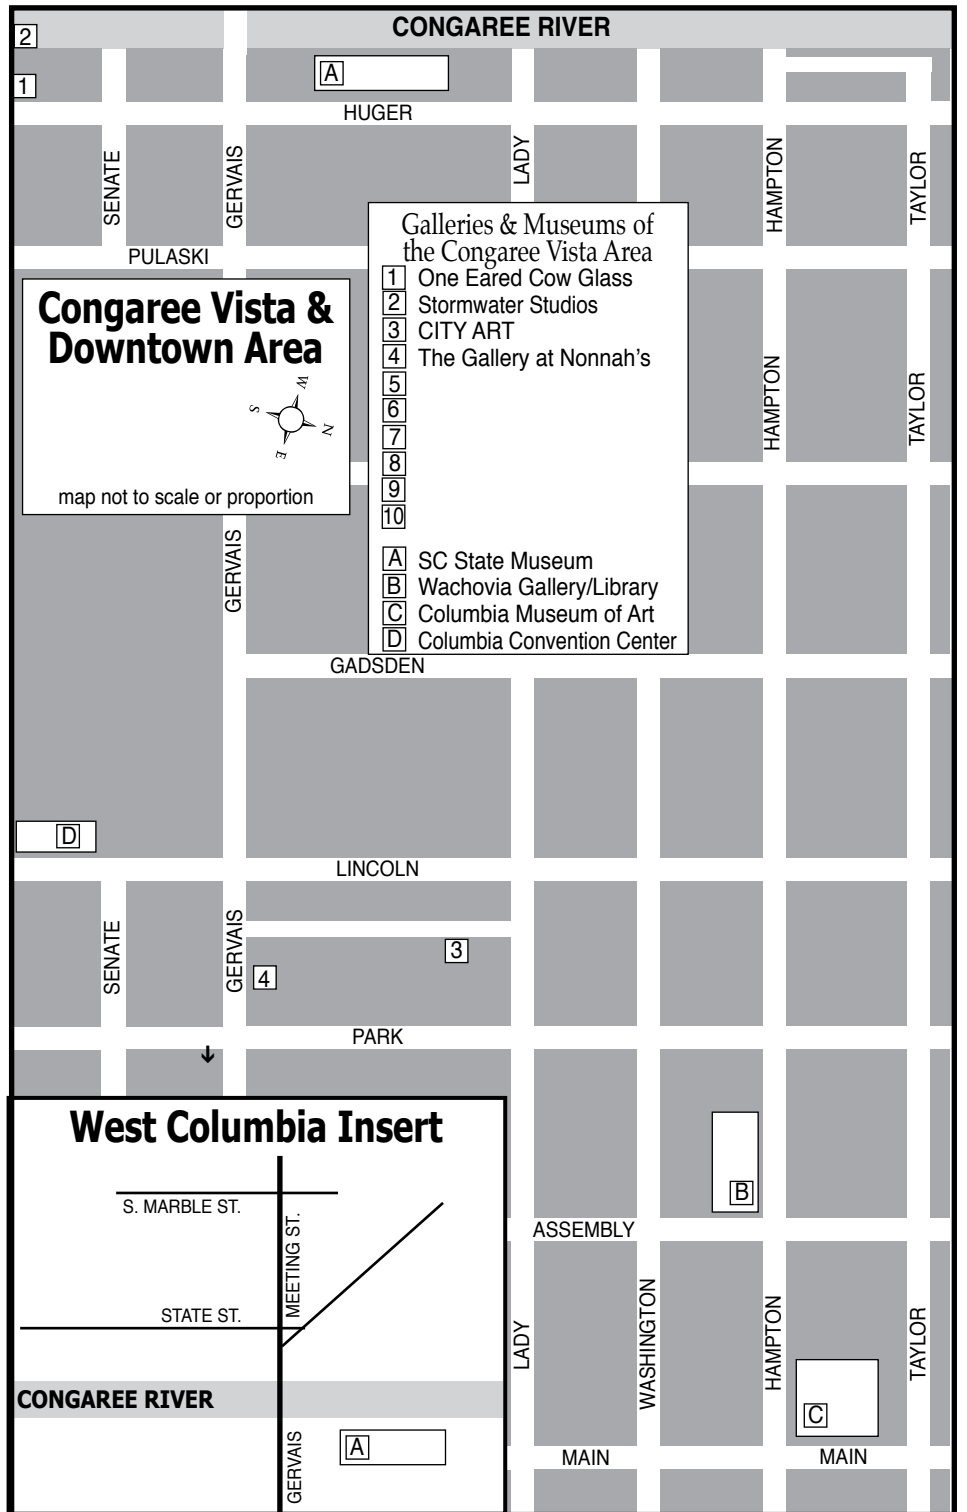 CONGAREE RIVER
2
A
1
HUGER
SENATE
GERVAIS
LADY
HAMPTON
TAYLOR
PULASKI
Galleries & Museums of
the Congaree Vista Area
1 One Eared Cow Glass
2 Stormwater Studios
3 CITY ART
4 The Gallery at Nonnah's
5
6
7
8
9
10
A SC State Museum
B Wachovia Gallery/Library
C Columbia Museum of Art
D Columbia Convention Center
Congaree Vista &
Downtown Area
W
S
N
E
map not to scale or proportion
HAMPTON
TAYLOR
GERVAIS
GADSDEN
D
LINCOLN
SENATE
GERVAIS
3
4
PARK
West Columbia Insert
S. MARBLE ST.
MEETING ST.
STATE ST.
CONGAREE RIVER
A
GERVAIS
B
ASSEMBLY
LADY
WASHINGTON
HAMPTON
TAYLOR
C
MAIN
MAIN